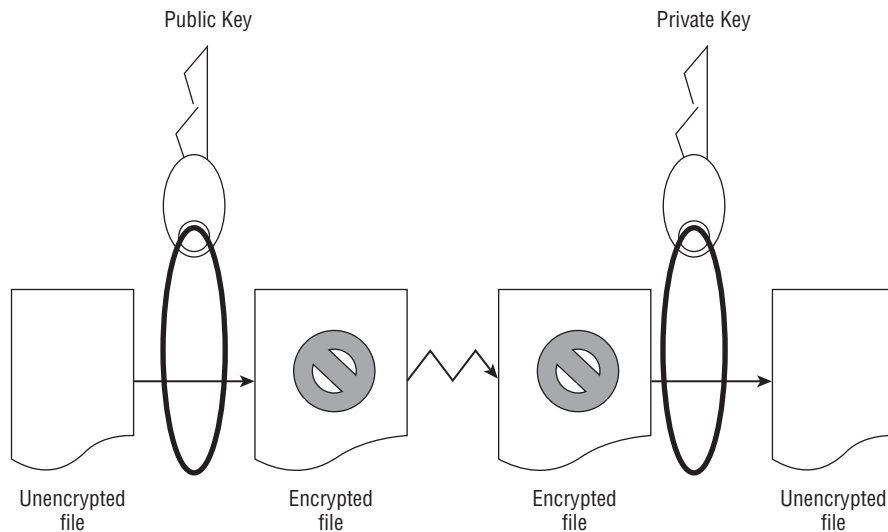 Public Key
Private Key
Unencrypted
file
Encrypted
file
Encrypted
file
Unencrypted
file